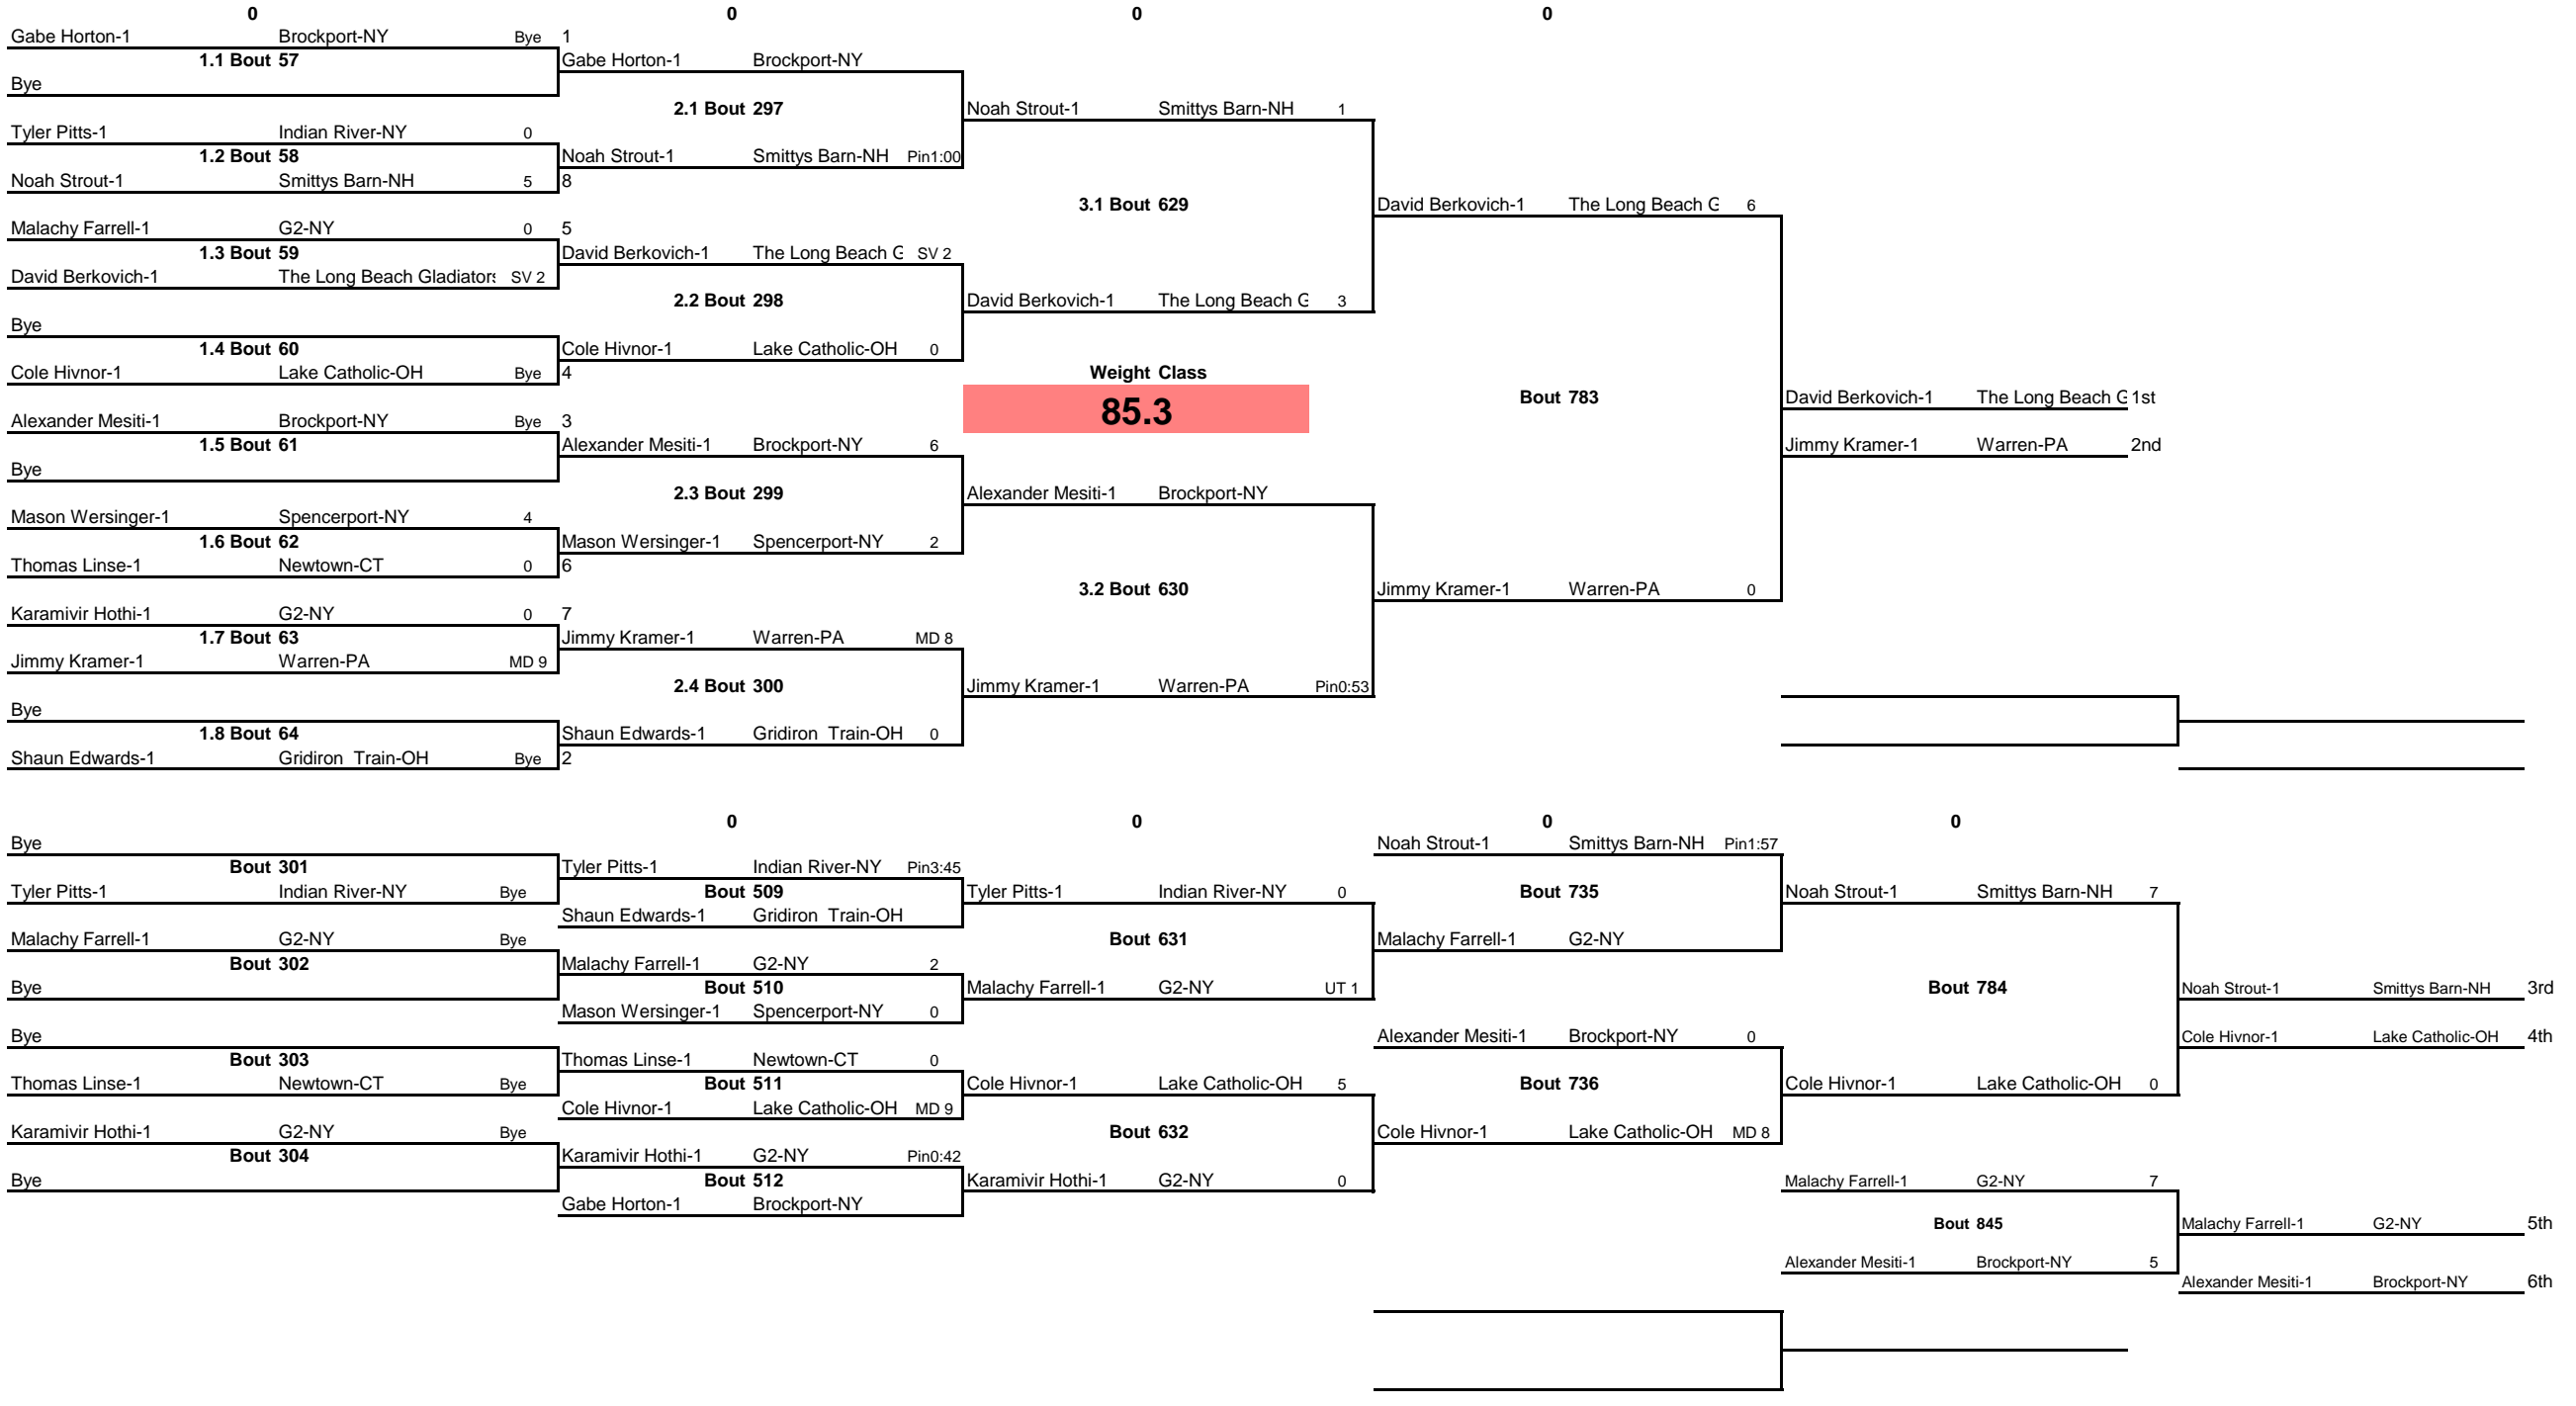 0 0 0 0
Gabe Horton-1 Brockport-NY Bye 1
1.1 Bout 57 Gabe Horton-1 Brockport-NY
Bye
2.1 Bout 297 Noah Strout-1 Smittys Barn-NH 1
Tyler Pitts-1 Indian River-NY 0
1.2 Bout 58 Noah Strout-1 Smittys Barn-NH Pin1:00
Noah Strout-1 Smittys Barn-NH 5 8
3.1 Bout 629 David Berkovich-1 The Long Beach G 6
Malachy Farrell-1 G2-NY 0 5
1.3 Bout 59 David Berkovich-1 The Long Beach G SV 2
David Berkovich-1 The Long Beach Gladiators SV 2
2.2 Bout 298 David Berkovich-1 The Long Beach G 3
Bye
1.4 Bout 60 Cole Hivnor-1 Lake Catholic-OH 0
Cole Hivnor-1 Lake Catholic-OH Bye 4 Weight Class
85.3 Bout 783 David Berkovich-1 The Long Beach G 1st
Alexander Mesiti-1 Brockport-NY Bye 3
1.5 Bout 61 Alexander Mesiti-1 Brockport-NY 6 Jimmy Kramer-1 Warren-PA 2nd
Bye
2.3 Bout 299 Alexander Mesiti-1 Brockport-NY
Mason Wersinger-1 Spencerport-NY 4
1.6 Bout 62 Mason Wersinger-1 Spencerport-NY 2
Thomas Linse-1 Newtown-CT 0 6
3.2 Bout 630 Jimmy Kramer-1 Warren-PA 0
Karamivir Hothi-1 G2-NY 0 7
1.7 Bout 63 Jimmy Kramer-1 Warren-PA MD 8
Jimmy Kramer-1 Warren-PA MD 9
2.4 Bout 300 Jimmy Kramer-1 Warren-PA Pin0:53
Bye
1.8 Bout 64 Shaun Edwards-1 Gridiron Train-OH 0
Shaun Edwards-1 Gridiron Train-OH Bye 2
0 0 0 0
Bye Noah Strout-1 Smittys Barn-NH Pin1:57
Bout 301 Tyler Pitts-1 Indian River-NY Pin3:45
Tyler Pitts-1 Indian River-NY Bye Bout 509 Tyler Pitts-1 Indian River-NY 0 Bout 735 Noah Strout-1 Smittys Barn-NH 7
Shaun Edwards-1 Gridiron Train-OH
Malachy Farrell-1 G2-NY Bye Bout 631 Malachy Farrell-1 G2-NY
Bout 302 Malachy Farrell-1 G2-NY 2
Bye Bout 510 Malachy Farrell-1 G2-NY UT 1 Bout 784 Noah Strout-1 Smittys Barn-NH 3rd
Mason Wersinger-1 Spencerport-NY 0
Bye Alexander Mesiti-1 Brockport-NY 0 Cole Hivnor-1 Lake Catholic-OH 4th
Bout 303 Thomas Linse-1 Newtown-CT 0
Thomas Linse-1 Newtown-CT Bye Bout 511 Cole Hivnor-1 Lake Catholic-OH 5 Bout 736 Cole Hivnor-1 Lake Catholic-OH 0
Cole Hivnor-1 Lake Catholic-OH MD 9
Karamivir Hothi-1 G2-NY Bye Bout 632 Cole Hivnor-1 Lake Catholic-OH MD 8
Bout 304 Karamivir Hothi-1 G2-NY Pin0:42
Bye Bout 512 Karamivir Hothi-1 G2-NY 0 Malachy Farrell-1 G2-NY 7
Gabe Horton-1 Brockport-NY
Bout 845 Malachy Farrell-1 G2-NY 5th
Alexander Mesiti-1 Brockport-NY 5
Alexander Mesiti-1 Brockport-NY 6th